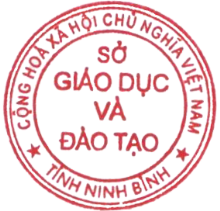 CỘNG HOÀ XÃ HỘI CHỦ NGHĨA VIỆT NAM
SỞ
GIÁO DỤC
VÀ
ĐÀO TẠO
TỈNH NINH BÌNH